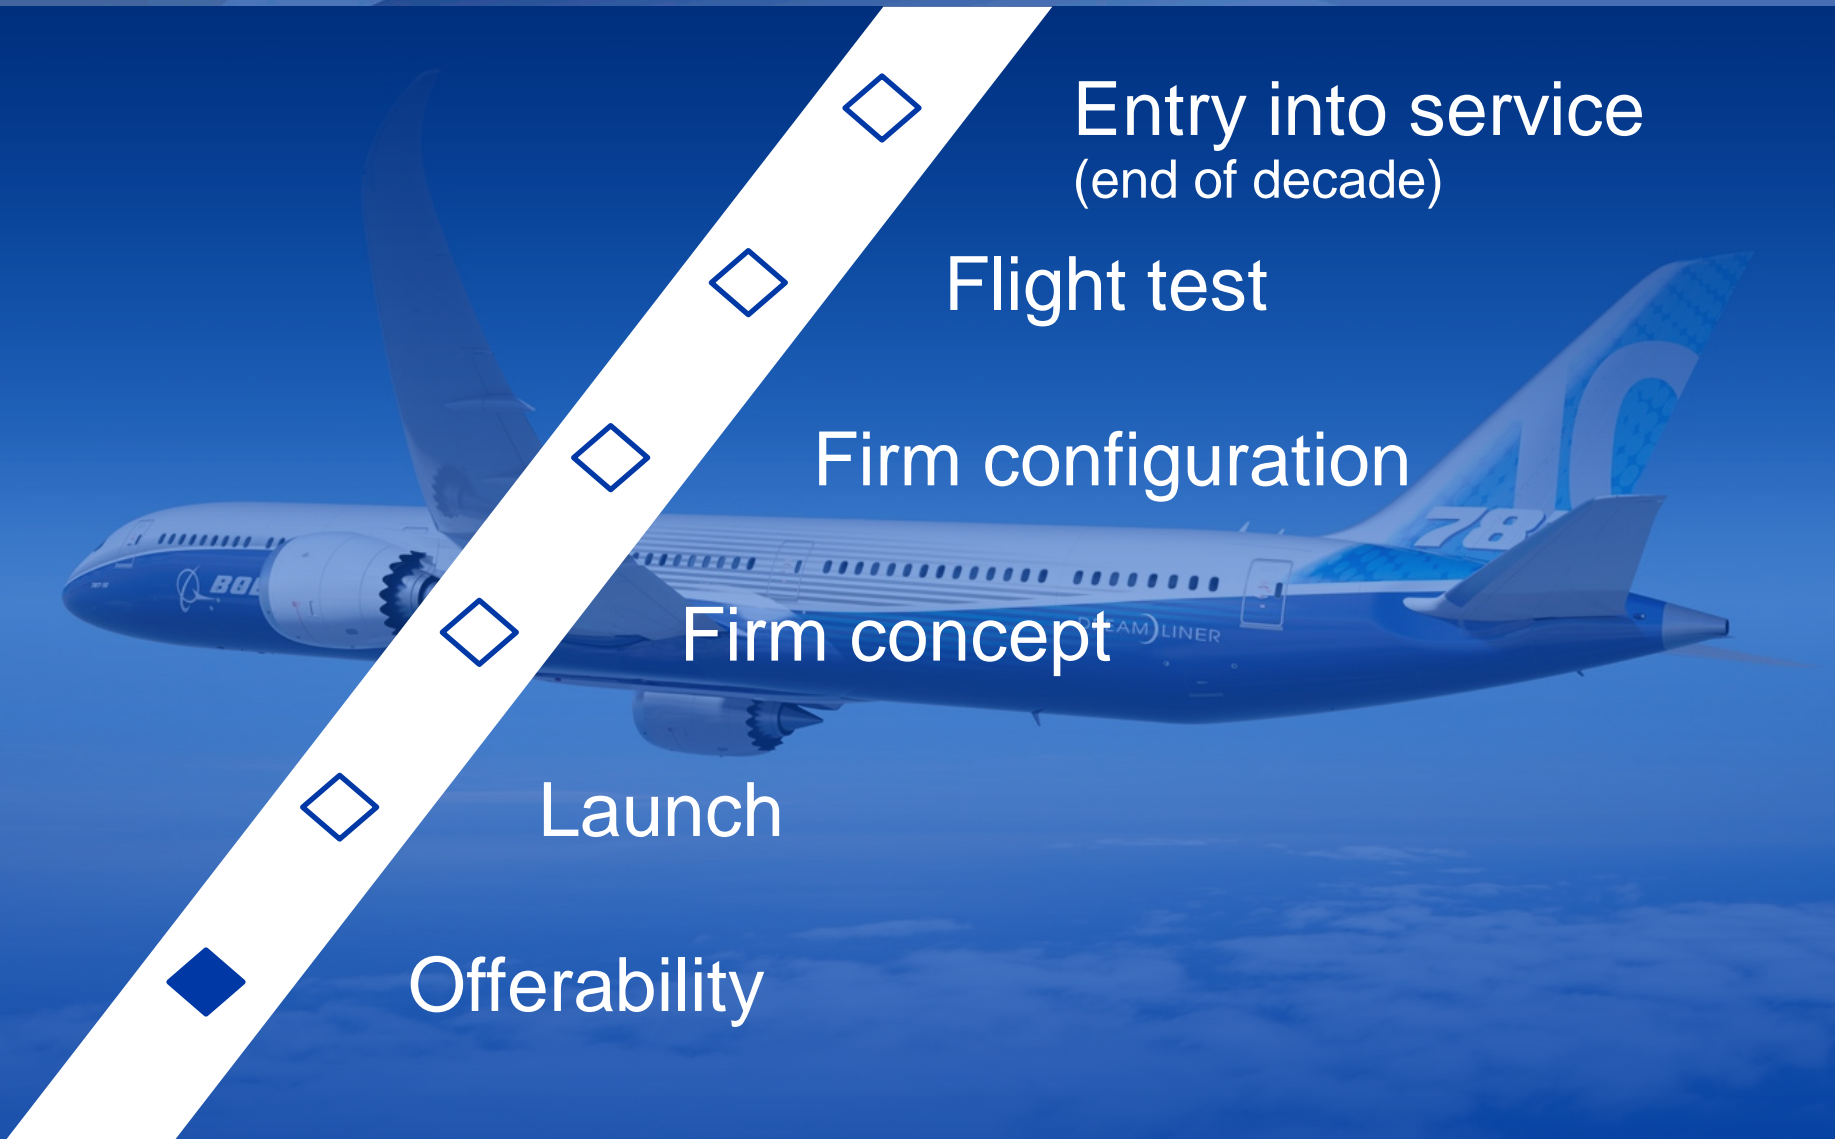 Entry into service
(end of decade)
Flight test
Firm configuration
Firm concept
Launch
Offerability